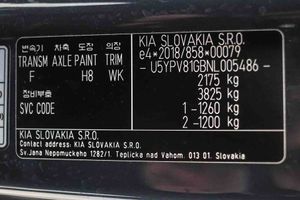 변속기 차축 도장 의장
TRANSM AXLE PAINT TRIM
F H8 WK
장비부호
SVC CODE
KIA SLOVAKIA S.R.O.
e4*2018/858*00079
- U5YPV81GBNL005486 -
2175 kg
3825 kg
1 -1260 kg
2 -1200 kg
KIA SLOVAKIA S.R.O.
Contact address: KIA SLOVAKIA S.R.O.
Sv.Jana Nepomuckeho 1282/1. Teplicka nad Vahom. 013 01. Slovakia